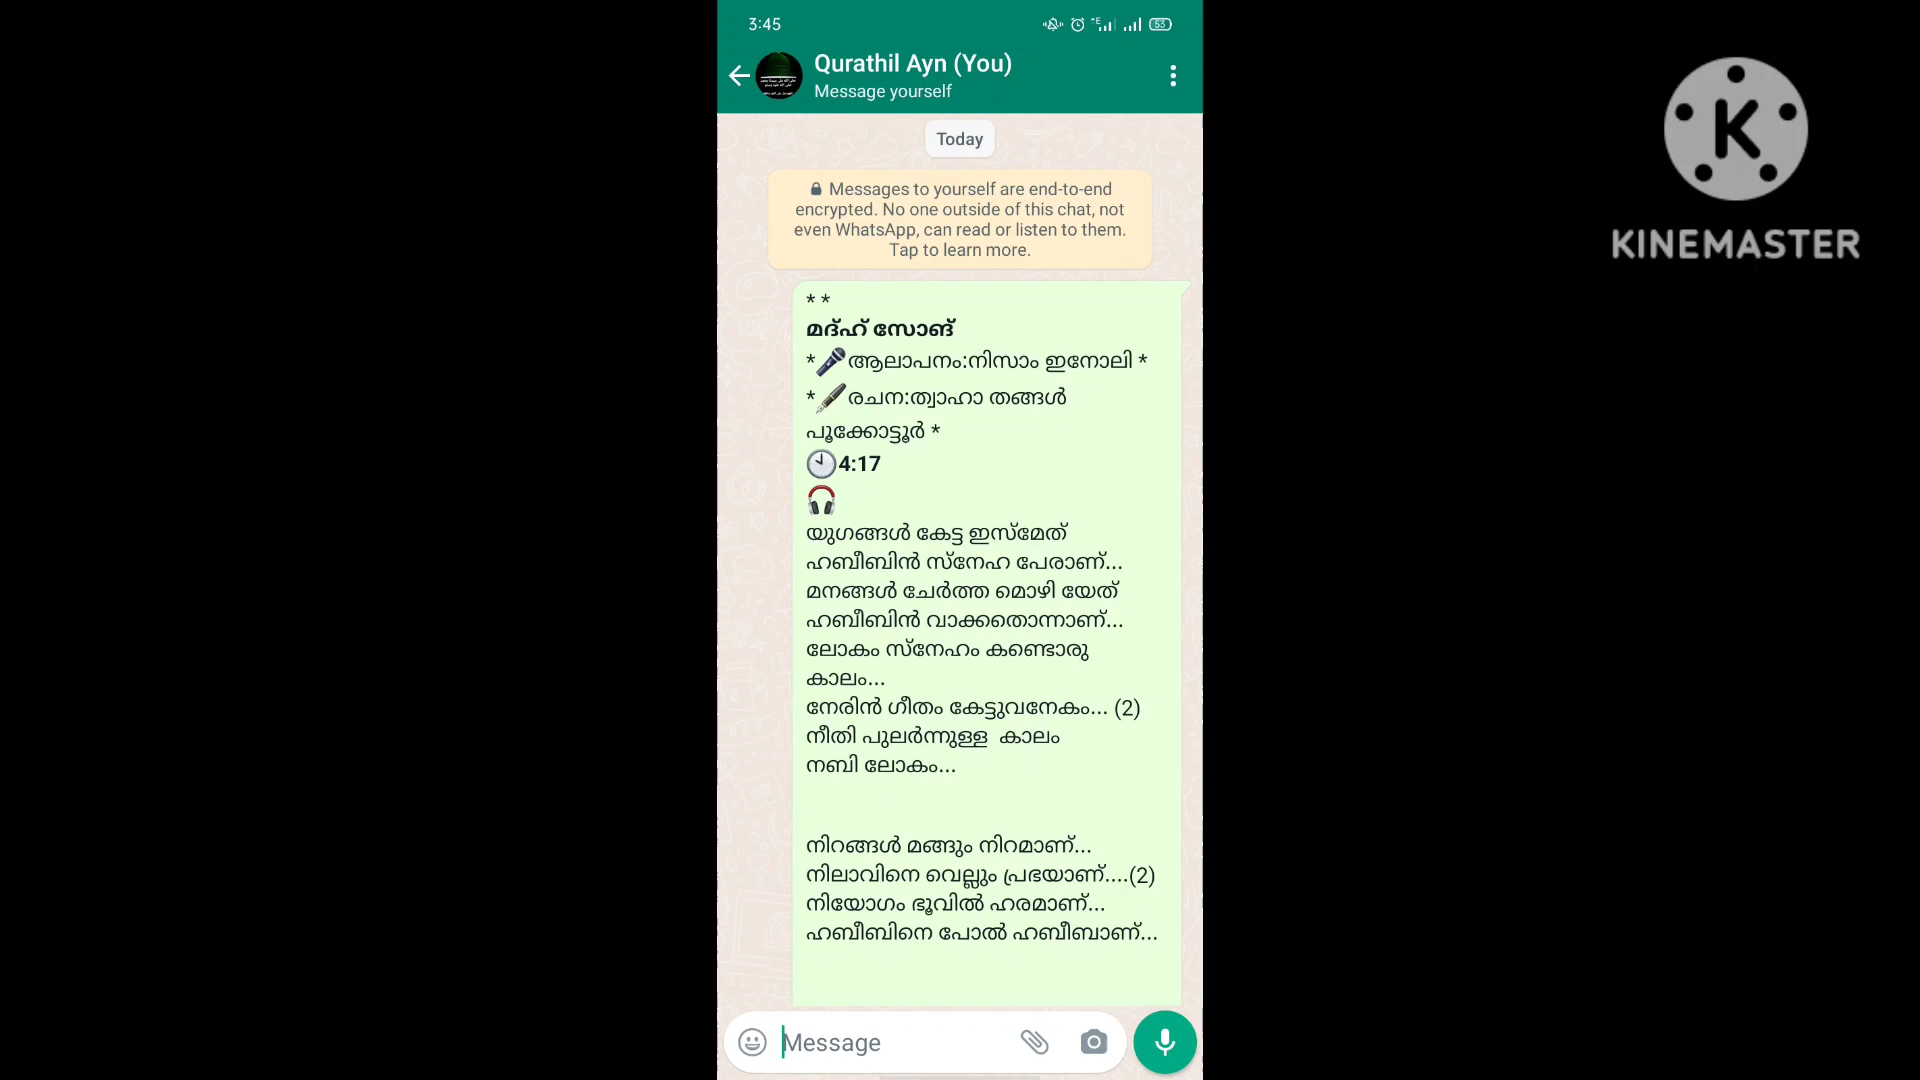 3:45
53
Qurathil Ayn (You)
Message yourself
Today
Messages to yourself are end-to-end
encrypted. No one outside of this chat, not
even WhatsApp, can read or listen to them.
Tap to learn more.
* *
മദ്ഹ് സോങ്
*🎤ആലാപനം:നിസാം ഇനോലി *
*🖋️രചന:ത്വാഹാ തങ്ങൾ
പൂക്കോട്ടൂർ *
🕙4:17
🎧
യുഗങ്ങൾ കേട്ട ഇസ്മേത്
ഹബീബിൻ സ്നേഹ പേരാണ്...
മനങ്ങൾ ചേർത്ത മൊഴി യേത്
ഹബീബിൻ വാക്കതൊന്നാണ്...
ലോകം സ്നേഹം കണ്ടൊരു
കാലം...
നേരിൻ ഗീതം കേട്ടുവനേകം... (2)
നീതി പുലർന്നുള്ള  കാലം
നബി ലോകം...
നിറങ്ങൾ മങ്ങും നിറമാണ്...
നിലാവിനെ വെല്ലും പ്രഭയാണ്....(2)
നിയോഗം ഭൂവിൽ ഹരമാണ്...
ഹബീബിനെ പോൽ ഹബീബാണ്...
Message
K
KINEMASTER